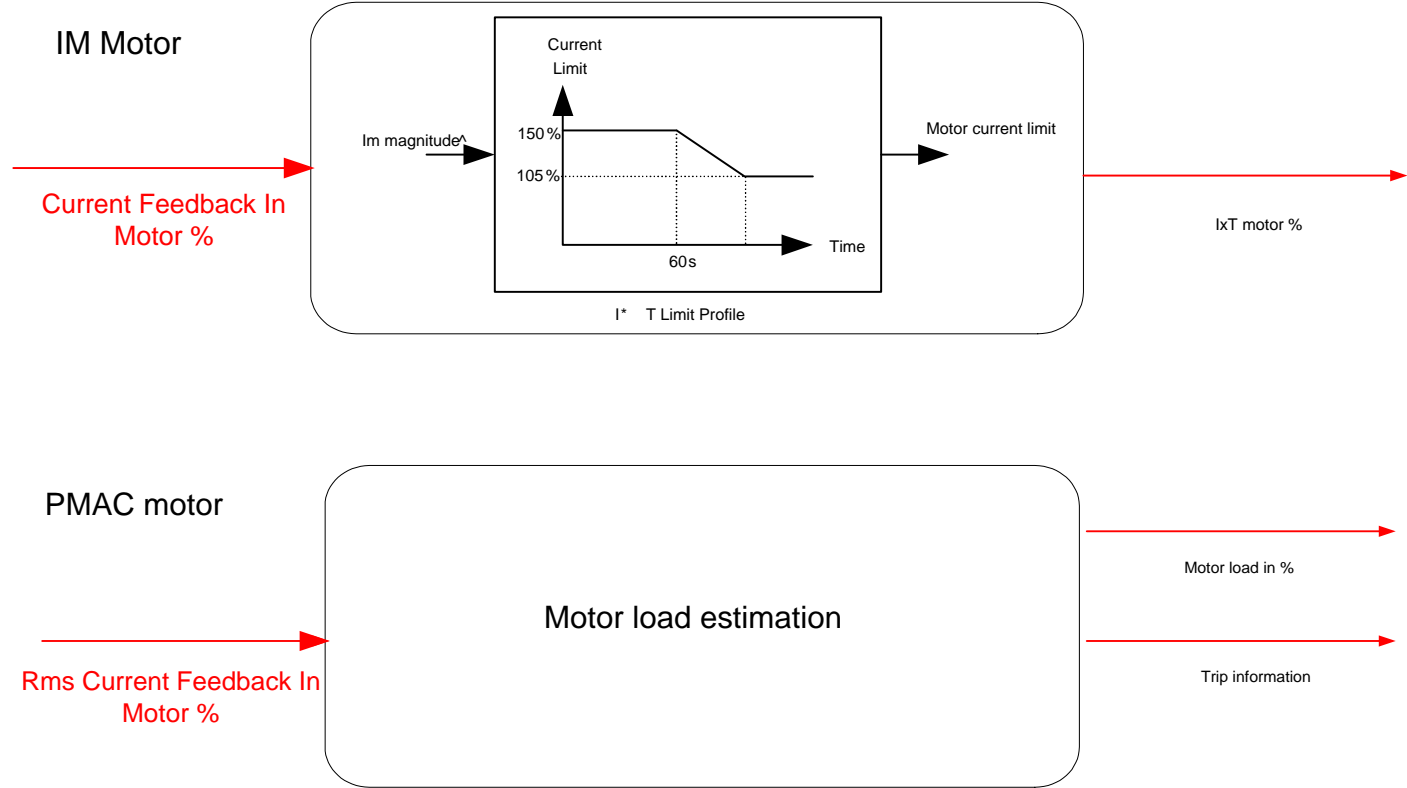 IM Motor
Current
Limit
150%
105%
60s
Time
Im magnitude^
Motor current limit
Current Feedback In
Motor %
IxT motor %
I* T Limit Profile
PMAC motor
Motor load estimation
Motor load in %
Rms Current Feedback In
Motor %
Trip information